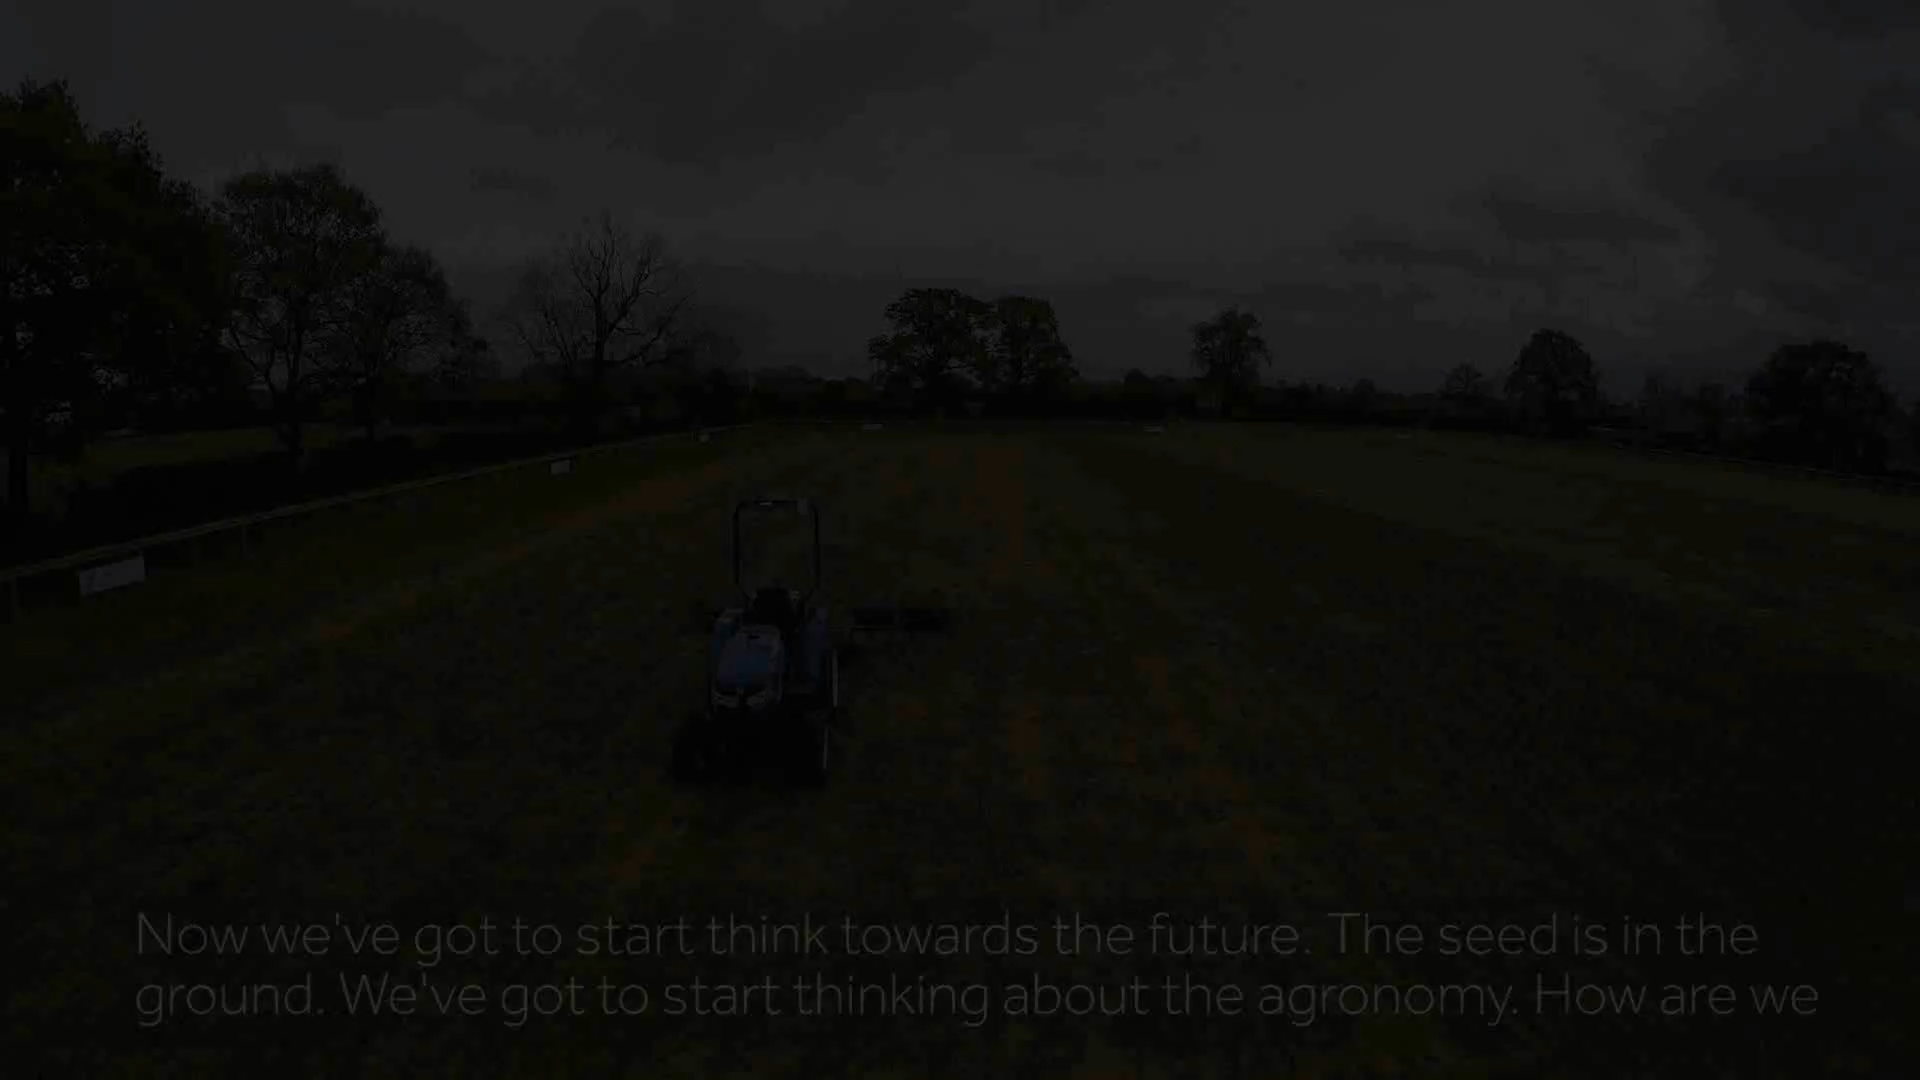 Now we've got to start think towards the future. The seed is in the
ground. We've got to start thinking about the agronomy. How are we